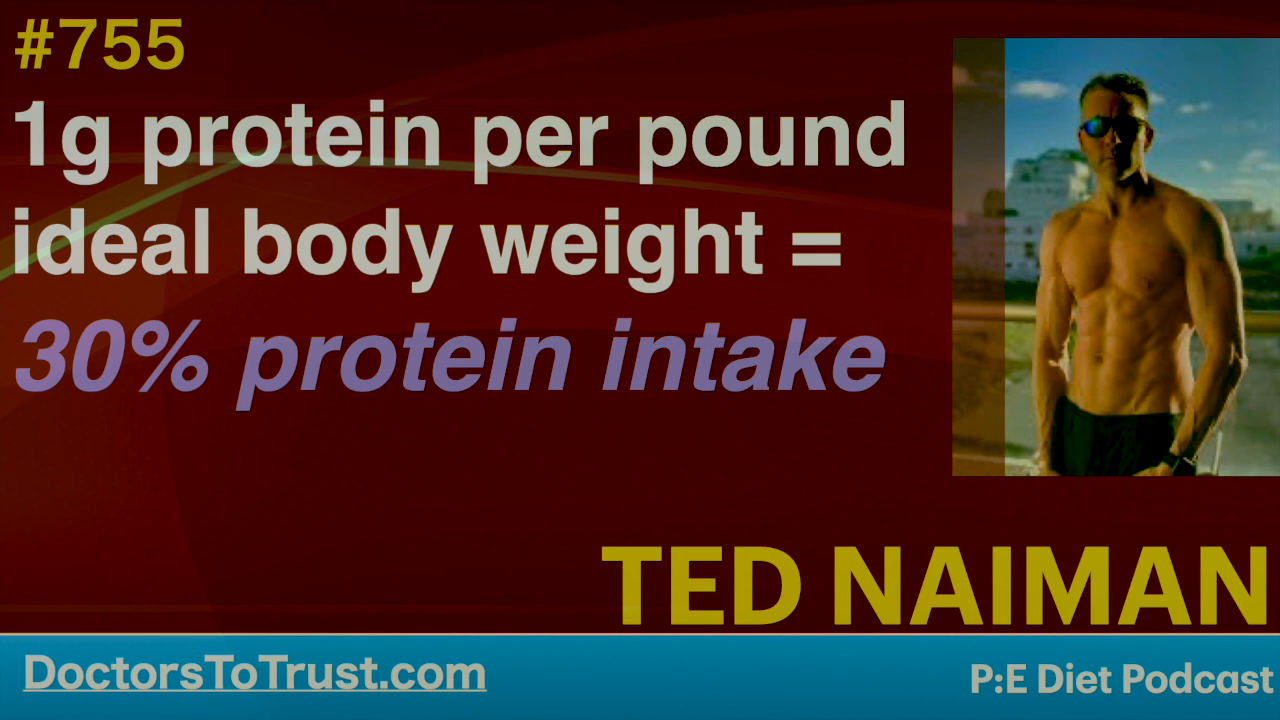 #755
1g protein per pound
ideal body weight =
30% protein intake
TED NAIMAN
DoctorsToTrust.com
P:E Diet Podcast